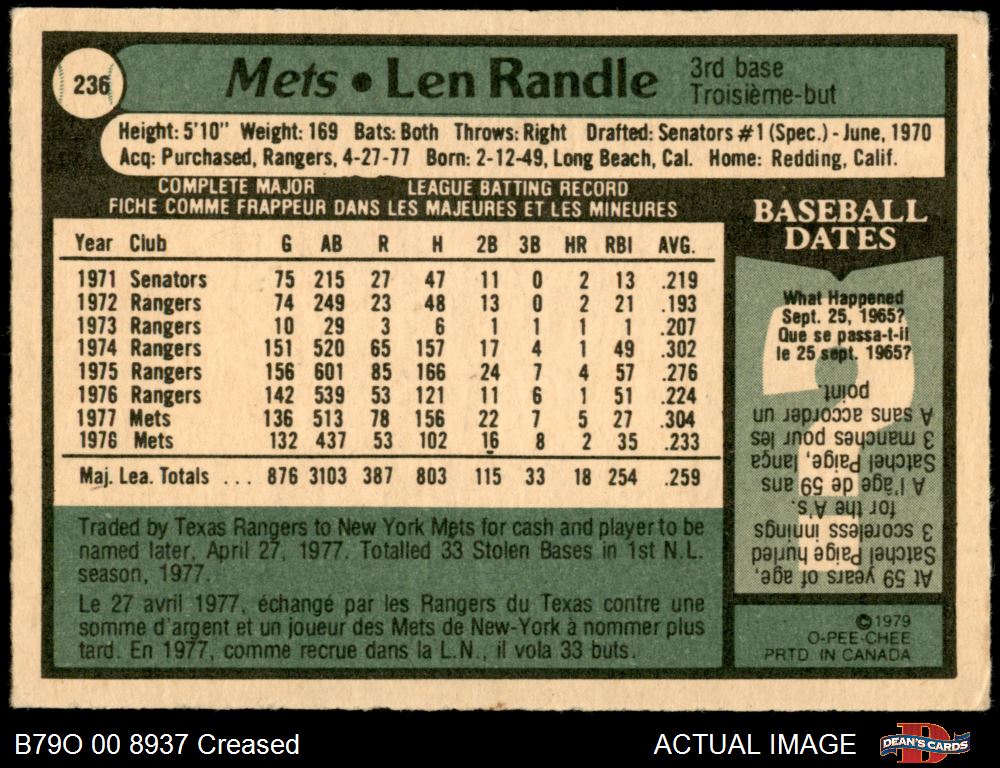 236
Mets • Len Randle
3rd base
Troisième-but
Height: 5'10" Weight: 169 Bats: Both Throws: Right Drafted: Senators #1 (Spec.) - June, 1970
Acq: Purchased, Rangers, 4-27-77 Born: 2-12-49, Long Beach, Cal. Home: Redding, Calif.
COMPLETE MAJOR LEAGUE BATTING RECORD
FICHE COMME FRAPPEUR DANS LES MAJEURES ET LES MINEURES
Year Club G AB R H 2B 3B HR RBI AVG.
1971 Senators 75 215 27 47 11 0 2 13 .219
1972 Rangers 74 249 23 48 13 0 2 21 .193
1973 Rangers 10 29 3 6 1 1 1 1 .207
1974 Rangers 151 520 65 157 17 4 1 49 .302
1975 Rangers 156 601 85 166 24 7 4 57 .276
1976 Rangers 142 539 53 121 11 6 1 51 .224
1977 Mets 136 513 78 156 22 7 5 27 .304
1976 Mets 132 437 53 102 16 8 2 35 .233
Maj. Lea. Totals ... 876 3103 387 803 115 33 18 254 .259
Traded by Texas Rangers to New York Mets for cash and player to be
named later, April 27, 1977. Totalled 33 Stolen Bases in 1st N.L.
season, 1977.
Le 27 avril 1977, échangé par les Rangers du Texas contre une
somme d'argent et un joueur des Mets de New-York à nommer plus
tard. En 1977, comme recrue dans la L.N., il vola 33 buts.
BASEBALL
DATES
What Happened
Sept. 25, 1965?
Que se passa-t-il
le 25 sept. 1965?
At 59 years of age,
Satchel Paige hurled
3 scoreless innings
for the A's.
A l'âge de 59 ans
Satchel Paige, lança
3 manches pour les
A sans accorder un
point.
©1979
O-PEE-CHEE
PRTD. IN CANADA
B79O 00 8937 Creased
ACTUAL IMAGE
DEAN'S CARDS